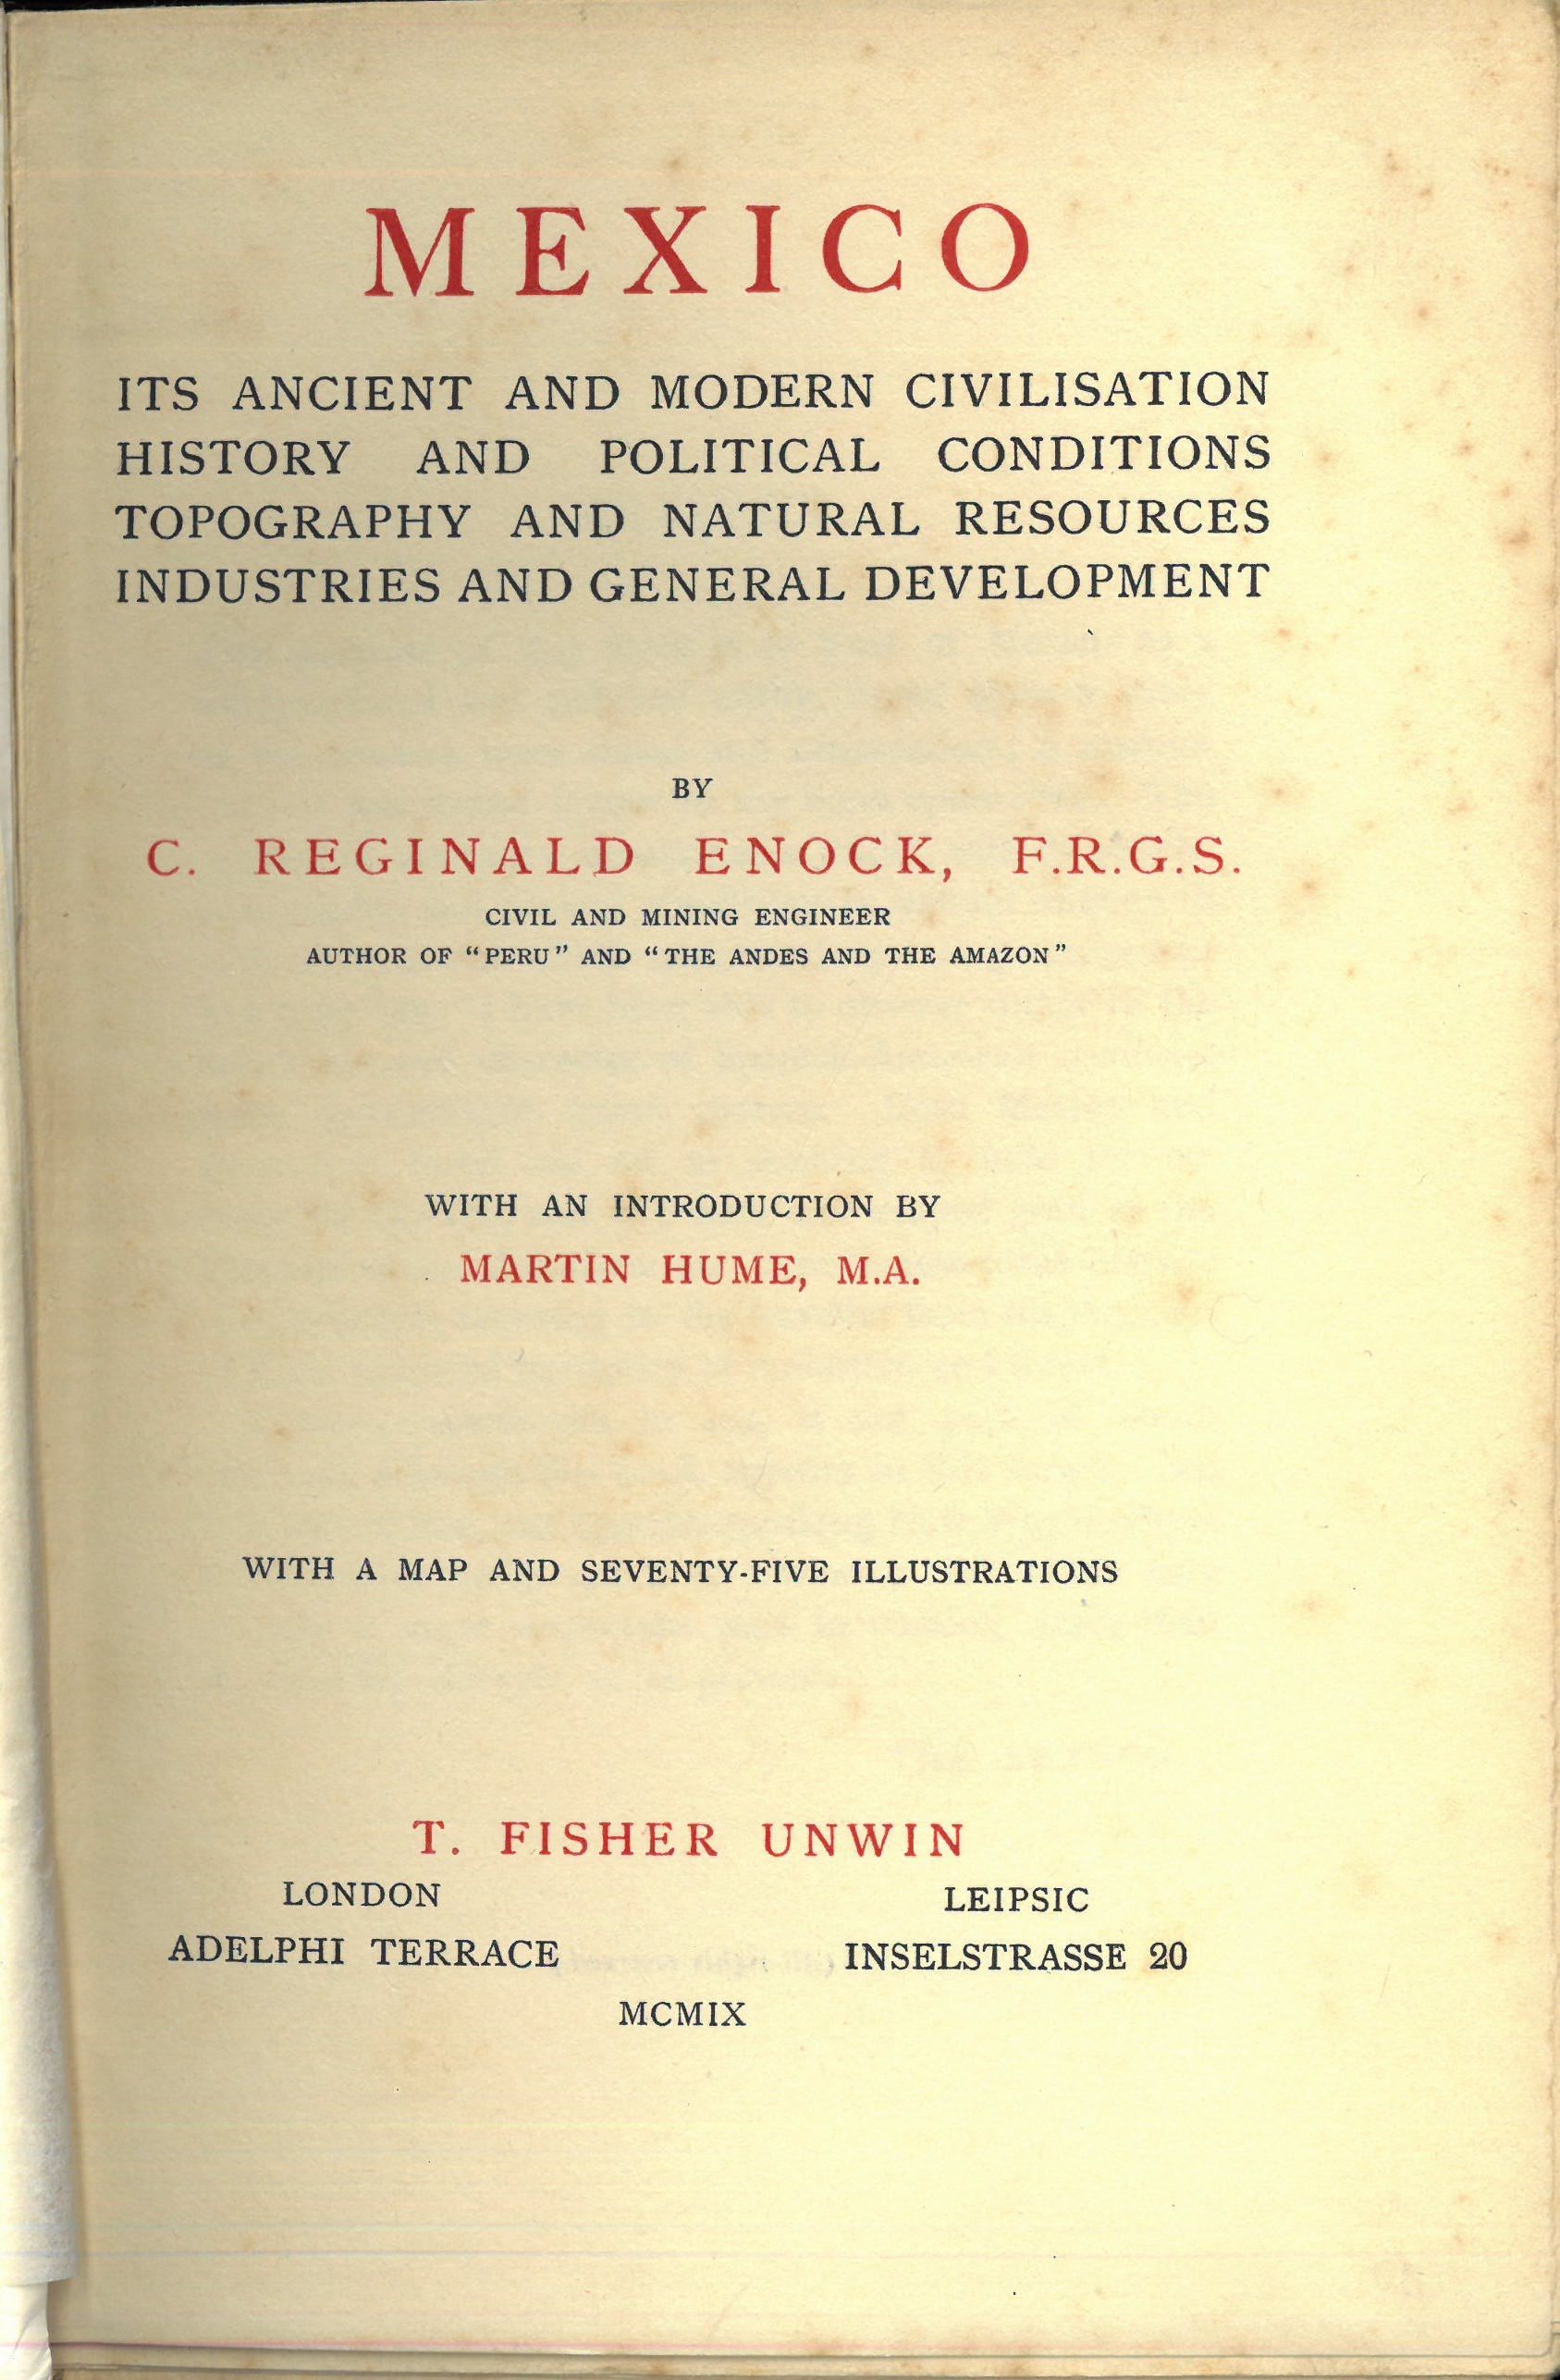 MEXICO
ITS ANCIENT AND MODERN CIVILISATION
HISTORY AND POLITICAL CONDITIONS
TOPOGRAPHY AND NATURAL RESOURCES
INDUSTRIES AND GENERAL DEVELOPMENT
BY
C. REGINALD ENOCK, F.R.G.S.
CIVIL AND MINING ENGINEER
AUTHOR OF "PERU" AND "THE ANDES AND THE AMAZON"
WITH AN INTRODUCTION BY
MARTIN HUME, M.A.
WITH A MAP AND SEVENTY-FIVE ILLUSTRATIONS
T. FISHER UNWIN
LONDON LEIPSIC
ADELPHI TERRACE INSELSTRASSE 20
MCMIX